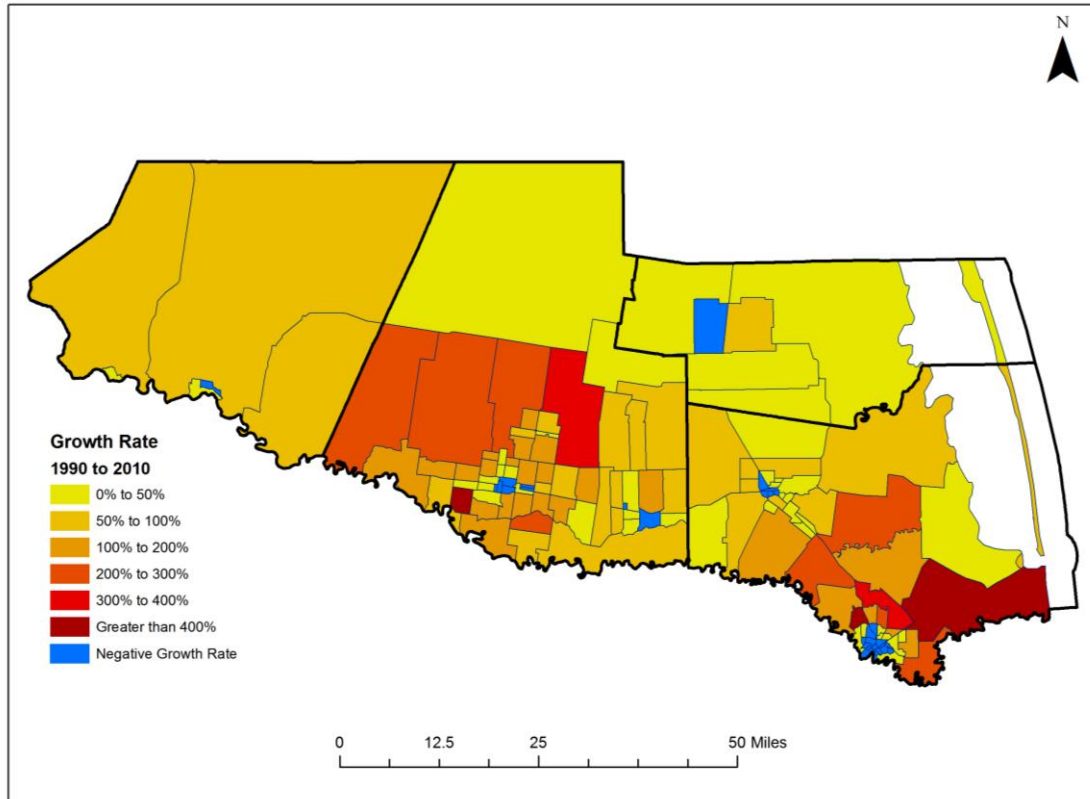 N
Growth Rate
1990 to 2010
0% to 50%
50% to 100%
100% to 200%
200% to 300%
300% to 400%
Greater than 400%
Negative Growth Rate
0 12.5 25 50 Miles